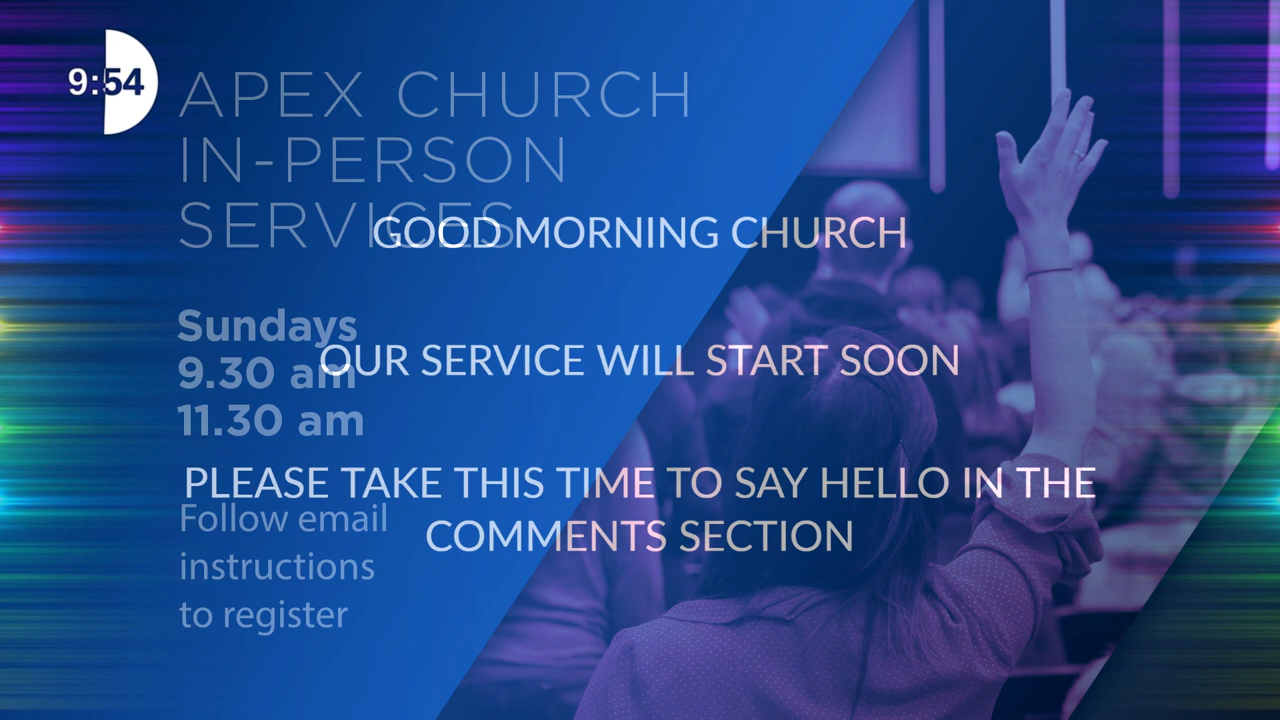 9:54
APEX CHURCH
IN-PERSON
SERVICES
GOOD MORNING CHURCH
Sundays
9.30 am
11.30 am
OUR SERVICE WILL START SOON
PLEASE TAKE THIS TIME TO SAY HELLO IN THE
COMMENTS SECTION
Follow email
instructions
to register